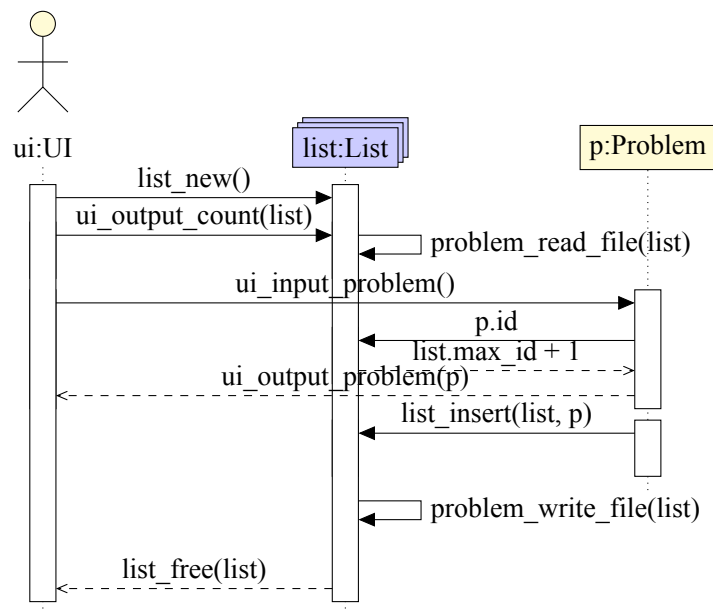 ui:UI
list:List
p:Problem
list_new()
ui_output_count(list)
problem_read_file(list)
ui_input_problem()
p.id
list.max_id + 1
ui_output_problem(p)
list_insert(list, p)
problem_write_file(list)
list_free(list)